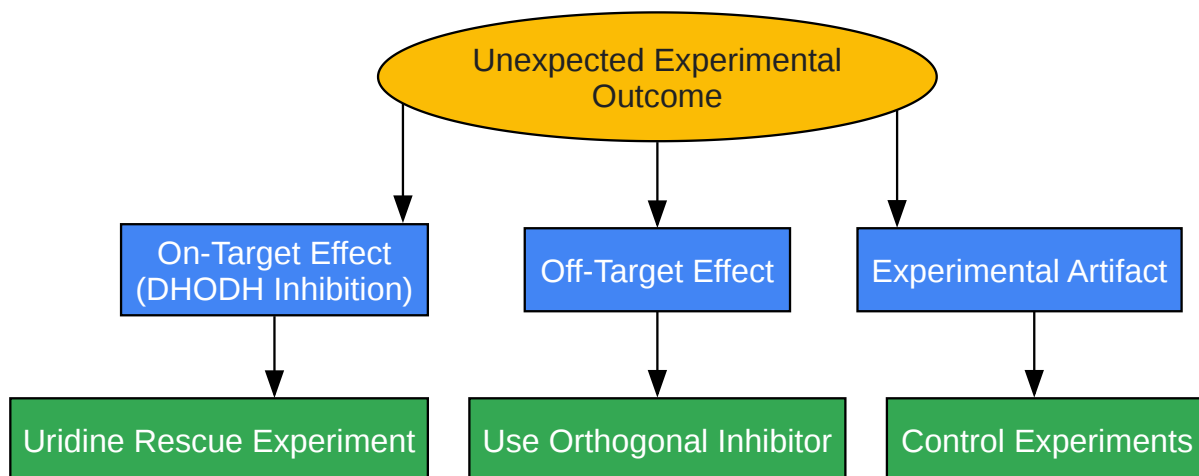 Unexpected Experimental
Outcome
On-Target Effect
(DHODH Inhibition)
Off-Target Effect
Experimental Artifact
Uridine Rescue Experiment
Use Orthogonal Inhibitor
Control Experiments